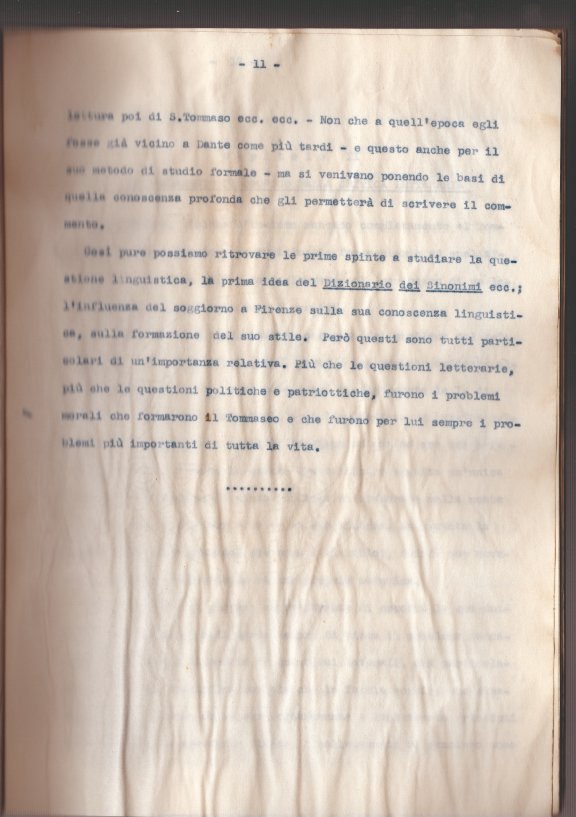 - 11 -
lettura poi di S.Tommaso ecc. ecc. - Non che a quell'epoca egli
fosse già vicino a Dante come più tardi - e questo anche per il
suo metodo di studio formale - ma si venivano ponendo le basi di
quella conoscenza profonda che gli permetterà di scrivere il com-
mento.
Così pure possiamo ritrovare le prime spinte a studiare la que-
stione linguistica, la prima idea del Dizionario dei Sinonimi ecc.;
l'influenza del soggiorno a Firenze sulla sua conoscenza linguisti-
ca, sulla formazione del suo stile. Però questi sono tutti parti-
colari di un'importanza relativa. Più che le questioni letterarie,
più che le questioni politiche e patriottiche, furono i problemi
morali che formarono il Tommaseo e che furono per lui sempre i pro-
blemi più importanti di tutta la vita.
..........